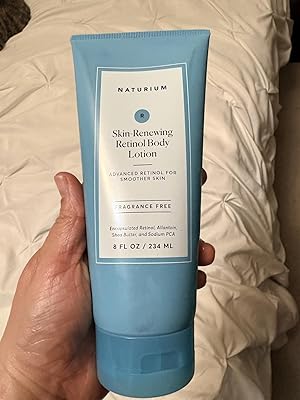 NATURIUM
R
Skin-Renewing
Retinol Body
Lotion
ADVANCED RETINOL FOR
SMOOTHER SKIN
FRAGRANCE FREE
Encapsulated Retinol, Allantoin,
Shea Butter, and Sodium PCA
8 FL OZ / 234 ML